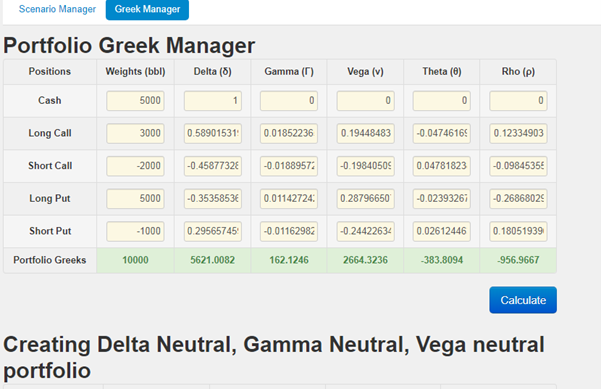 Scenario Manager Greek Manager
Portfolio Greek Manager
Positions Weights (bbl) Delta (δ) Gamma (Γ) Vega (ν) Theta (θ) Rho (ρ)
Cash 5000 1 0 0 0 0
Long Call 3000 0.58901531 0.01852236 0.19448483 -0.0474616 0.12334903
Short Call -2000 -0.45877328 -0.0188957 -0.19840509 0.04781823 -0.09845355
Long Put 5000 -0.35358536 0.01142724 0.28796650 -0.02393267 -0.26868029
Short Put -1000 0.29565745 -0.01162982 -0.24422634 0.02612446 0.18051939
Portfolio Greeks 10000 5621.0082 162.1246 2664.3236 -383.8094 -956.9667
Calculate
Creating Delta Neutral, Gamma Neutral, Vega neutral
portfolio